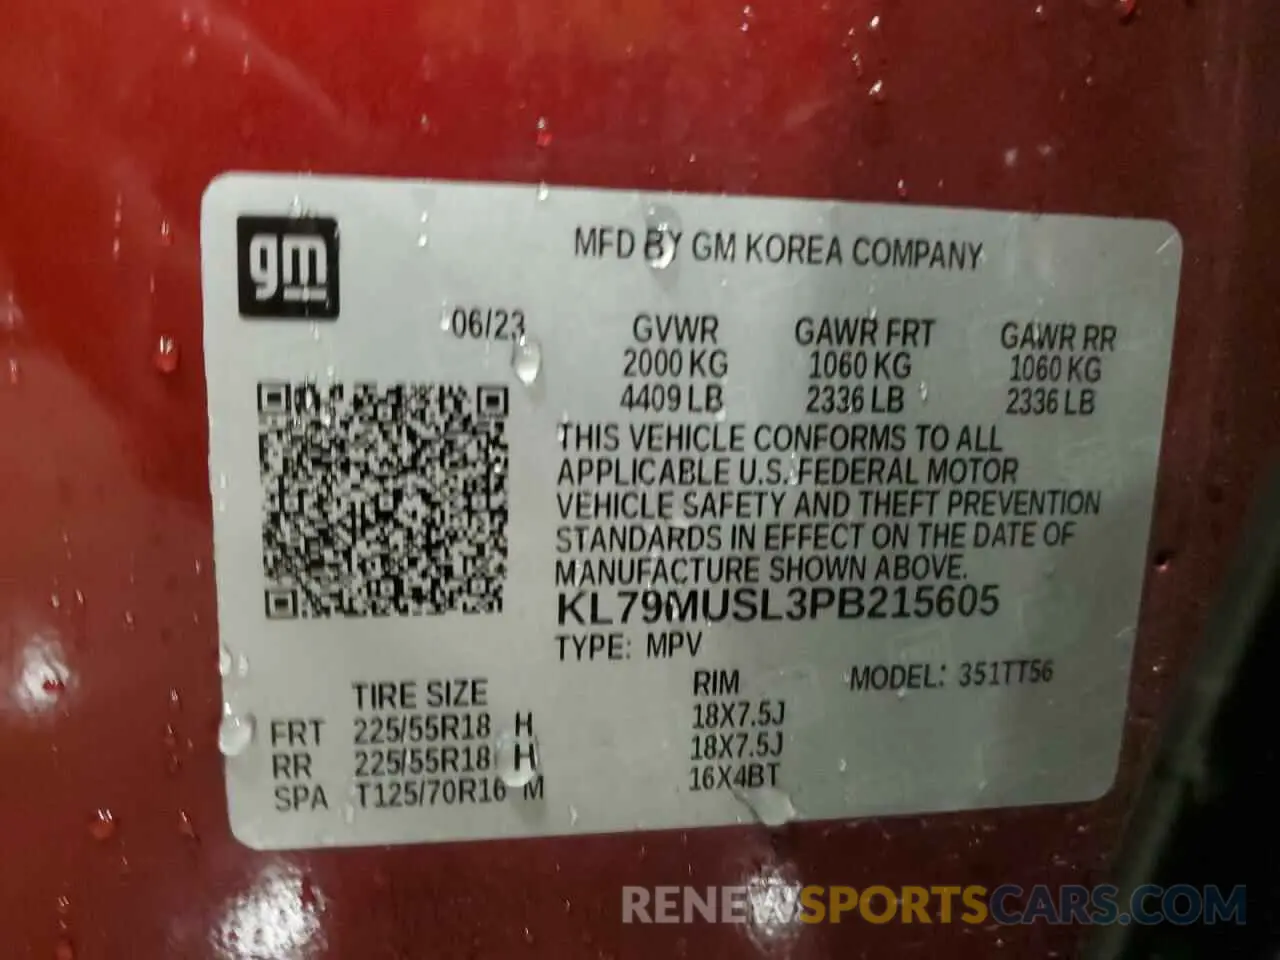 gm
MFD BY GM KOREA COMPANY
06/23
GVWR GAWR FRT GAWR RR
2000 KG 1060 KG 1060 KG
4409 LB 2336 LB 2336 LB
THIS VEHICLE CONFORMS TO ALL
APPLICABLE U.S. FEDERAL MOTOR
VEHICLE SAFETY AND THEFT PREVENTION
STANDARDS IN EFFECT ON THE DATE OF
MANUFACTURE SHOWN ABOVE.
KL79MUSL3PB215605
TYPE: MPV
MODEL: 351TT56
TIRE SIZE RIM
FRT 225/55R18 H 18X7.5J
RR 225/55R18 H 18X7.5J
SPA T125/70R16 M 16X4BT
RENEWSPORTSCARS.COM